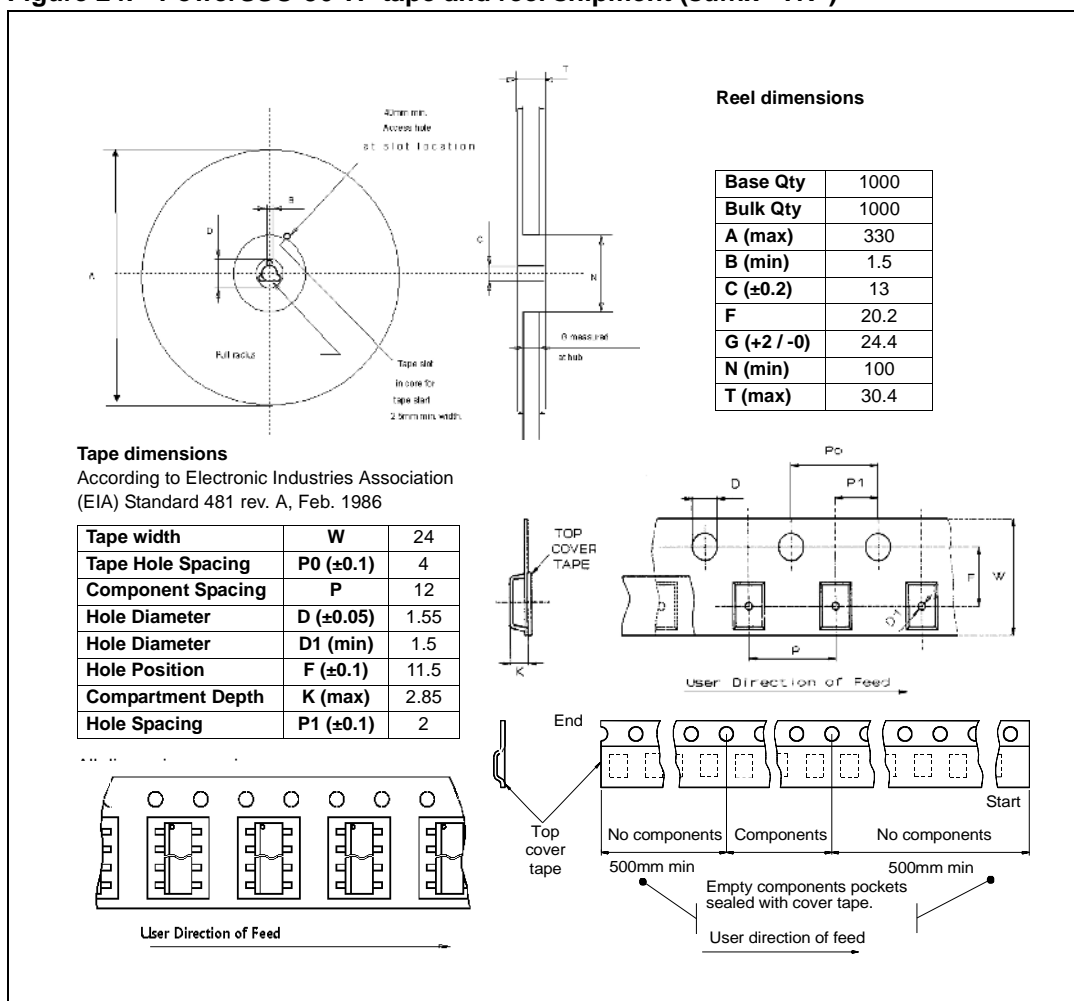 T
Reel dimensions
40mm min.
Access hole
at slot location
B
D
C
A
N
Full radius
G measured
at hub
Tape slot
in core for
tape start
2.5mm min. width.
Base Qty 1000
Bulk Qty 1000
A (max) 330
B (min) 1.5
C (±0.2) 13
F 20.2
G (+2 / -0) 24.4
N (min) 100
T (max) 30.4
Tape dimensions
According to Electronic Industries Association
(EIA) Standard 481 rev. A, Feb. 1986
Tape width W 24
Tape Hole Spacing P0 (±0.1) 4
Component Spacing P 12
Hole Diameter D (±0.05) 1.55
Hole Diameter D1 (min) 1.5
Hole Position F (±0.1) 11.5
Compartment Depth K (max) 2.85
Hole Spacing P1 (±0.1) 2
Po
D
P1
TOP
COVER
TAPE
F
W
D1
K
P
User Direction of Feed
End
Start
Top
cover
tape
No components
Components
No components
500mm min
500mm min
Empty components pockets
sealed with cover tape.
User direction of feed
User Direction of Feed